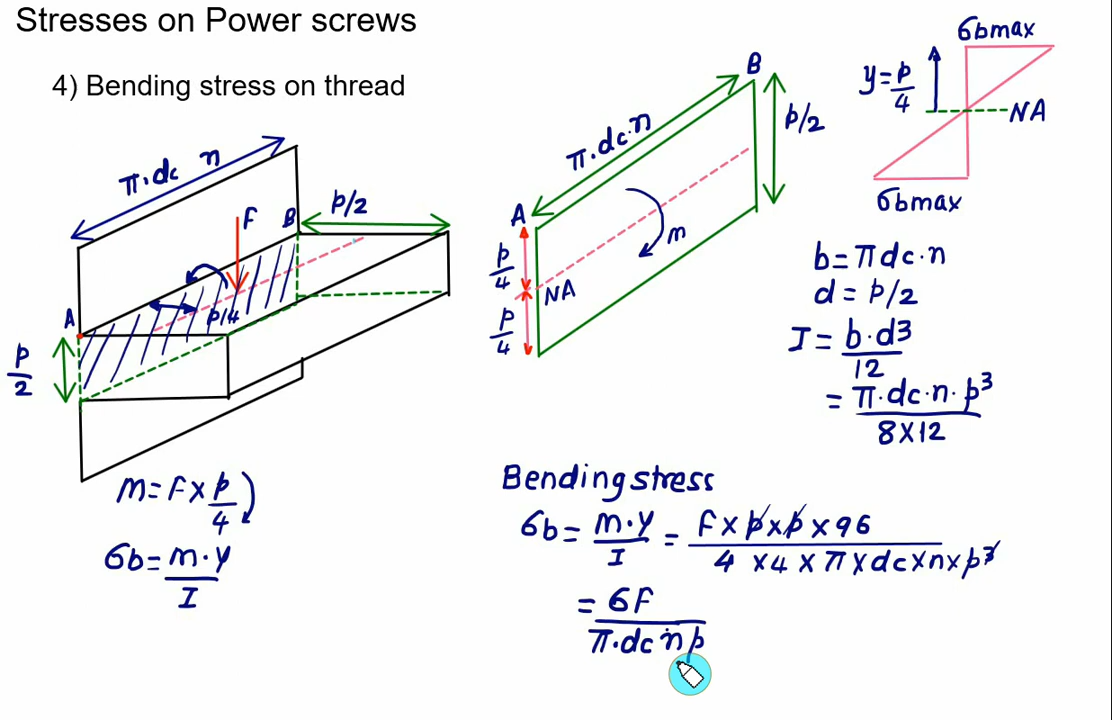 Stresses on Power screws
4) Bending stress on thread
π·dc n
F
B
p/2
A
p/4
p/2
m = F × p/4
σb = m·y/I
π·dc·n
B
p/2
A
p/4
m
NA
p/4
σbmax
y = p/4
NA
σbmax
b = πdc·n
d = p/2
I = b·d3/12
= π·dc·n·p³/8×12
Bending stress
σb = m·y/I = F×p×p×96/4×4×π×dc×n×p³
= 6F/π·dc·n p